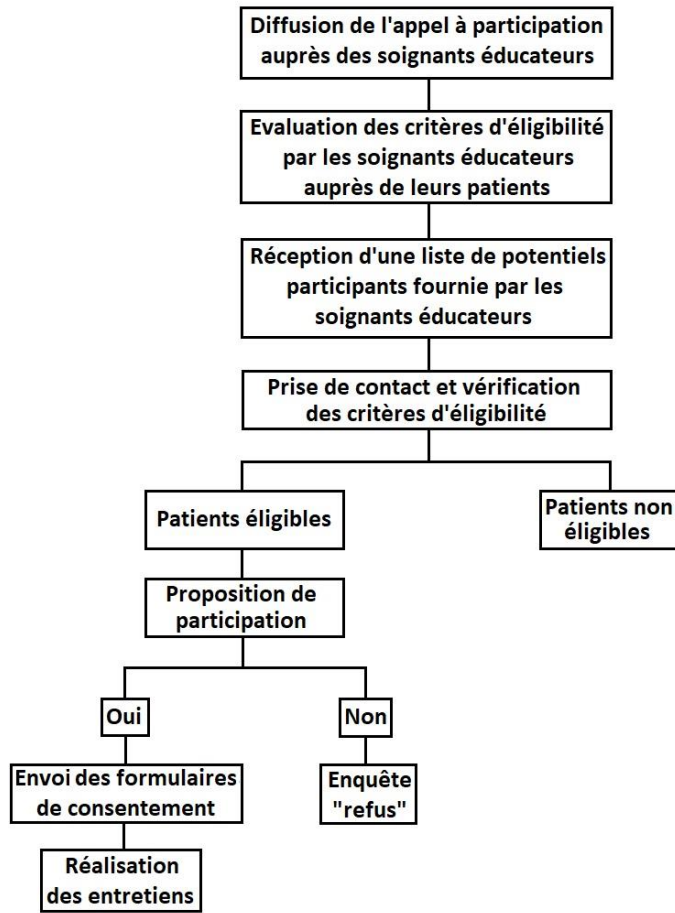 Diffusion de l'appel à participation
auprès des soignants éducateurs
Evaluation des critères d'éligibilité
par les soignants éducateurs
auprès de leurs patients
Réception d'une liste de potentiels
participants fournie par les
soignants éducateurs
Prise de contact et vérification
des critères d'éligibilité
Patients éligibles
Patients non
éligibles
Proposition de
participation
Oui
Non
Envoi des formulaires
de consentement
Enquête
"refus"
Réalisation
des entretiens